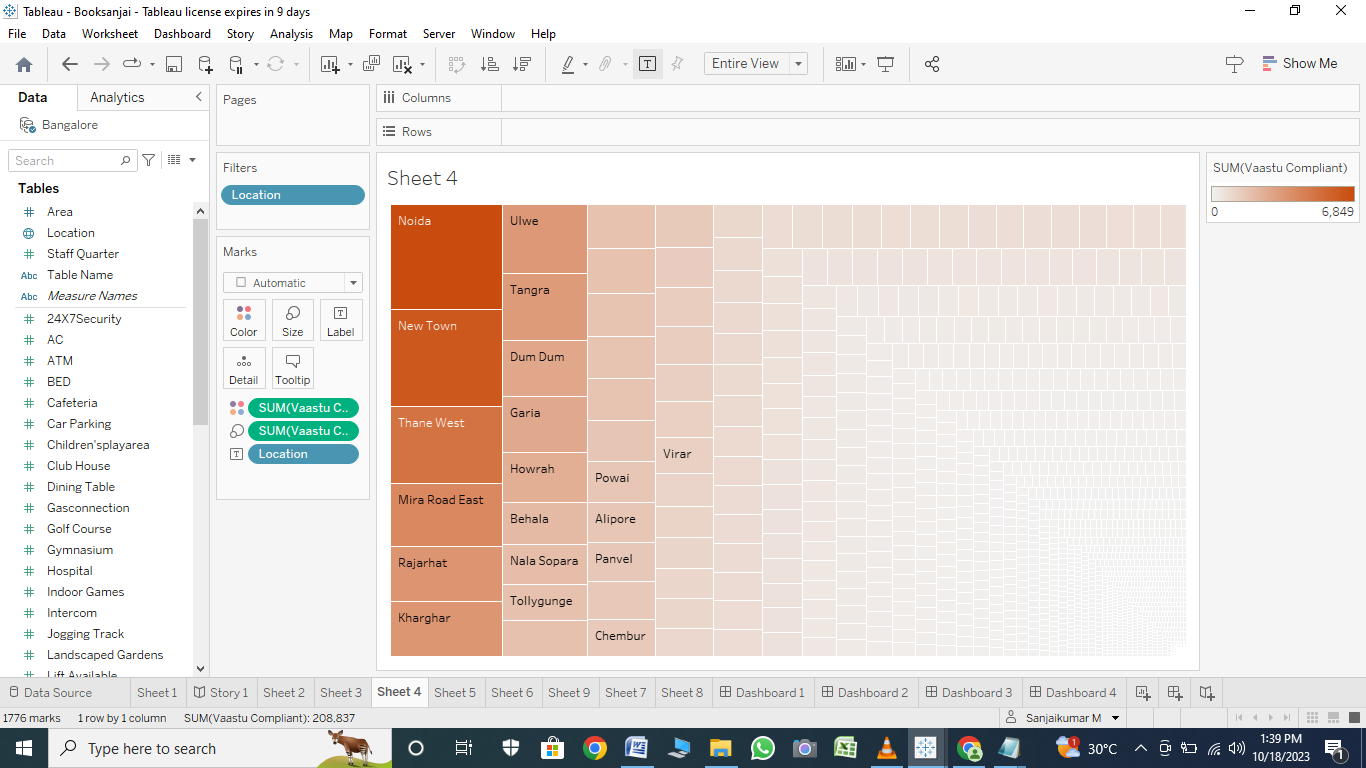 Tableau - Booksanjai - Tableau license expires in 9 days
File Data Worksheet Dashboard Story Analysis Map Format Server Window Help
Entire View
Show Me
Data Analytics
Bangalore
Search
Tables
Area
Location
Staff Quarter
Abc Table Name
Abc Measure Names
24X7Security
AC
ATM
BED
Cafeteria
Car Parking
Children'splayarea
Club House
Dining Table
Gasconnection
Golf Course
Gymnasium
Hospital
Indoor Games
Intercom
Jogging Track
Landscaped Gardens
Lift Available
Pages
Filters
Location
Marks
Automatic
Color Size Label
Detail Tooltip
SUM(Vaastu C..
SUM(Vaastu C..
Location
Columns
Rows
Sheet 4
Noida
New Town
Thane West
Mira Road East
Rajarhat
Kharghar
Ulwe
Tangra
Dum Dum
Garia
Howrah
Behala
Nala Sopara
Tollygunge
Powai
Alipore
Panvel
Chembur
Virar
SUM(Vaastu Compliant)
0 6,849
Data Source Sheet 1 Story 1 Sheet 2 Sheet 3 Sheet 4 Sheet 5 Sheet 6 Sheet 9 Sheet 7 Sheet 8 Dashboard 1 Dashboard 2 Dashboard 3 Dashboard 4
1776 marks 1 row by 1 column SUM(Vaastu Compliant): 208,837
Sanjaikumar M
Type here to search
1
30°C
1:39 PM
10/18/2023
1